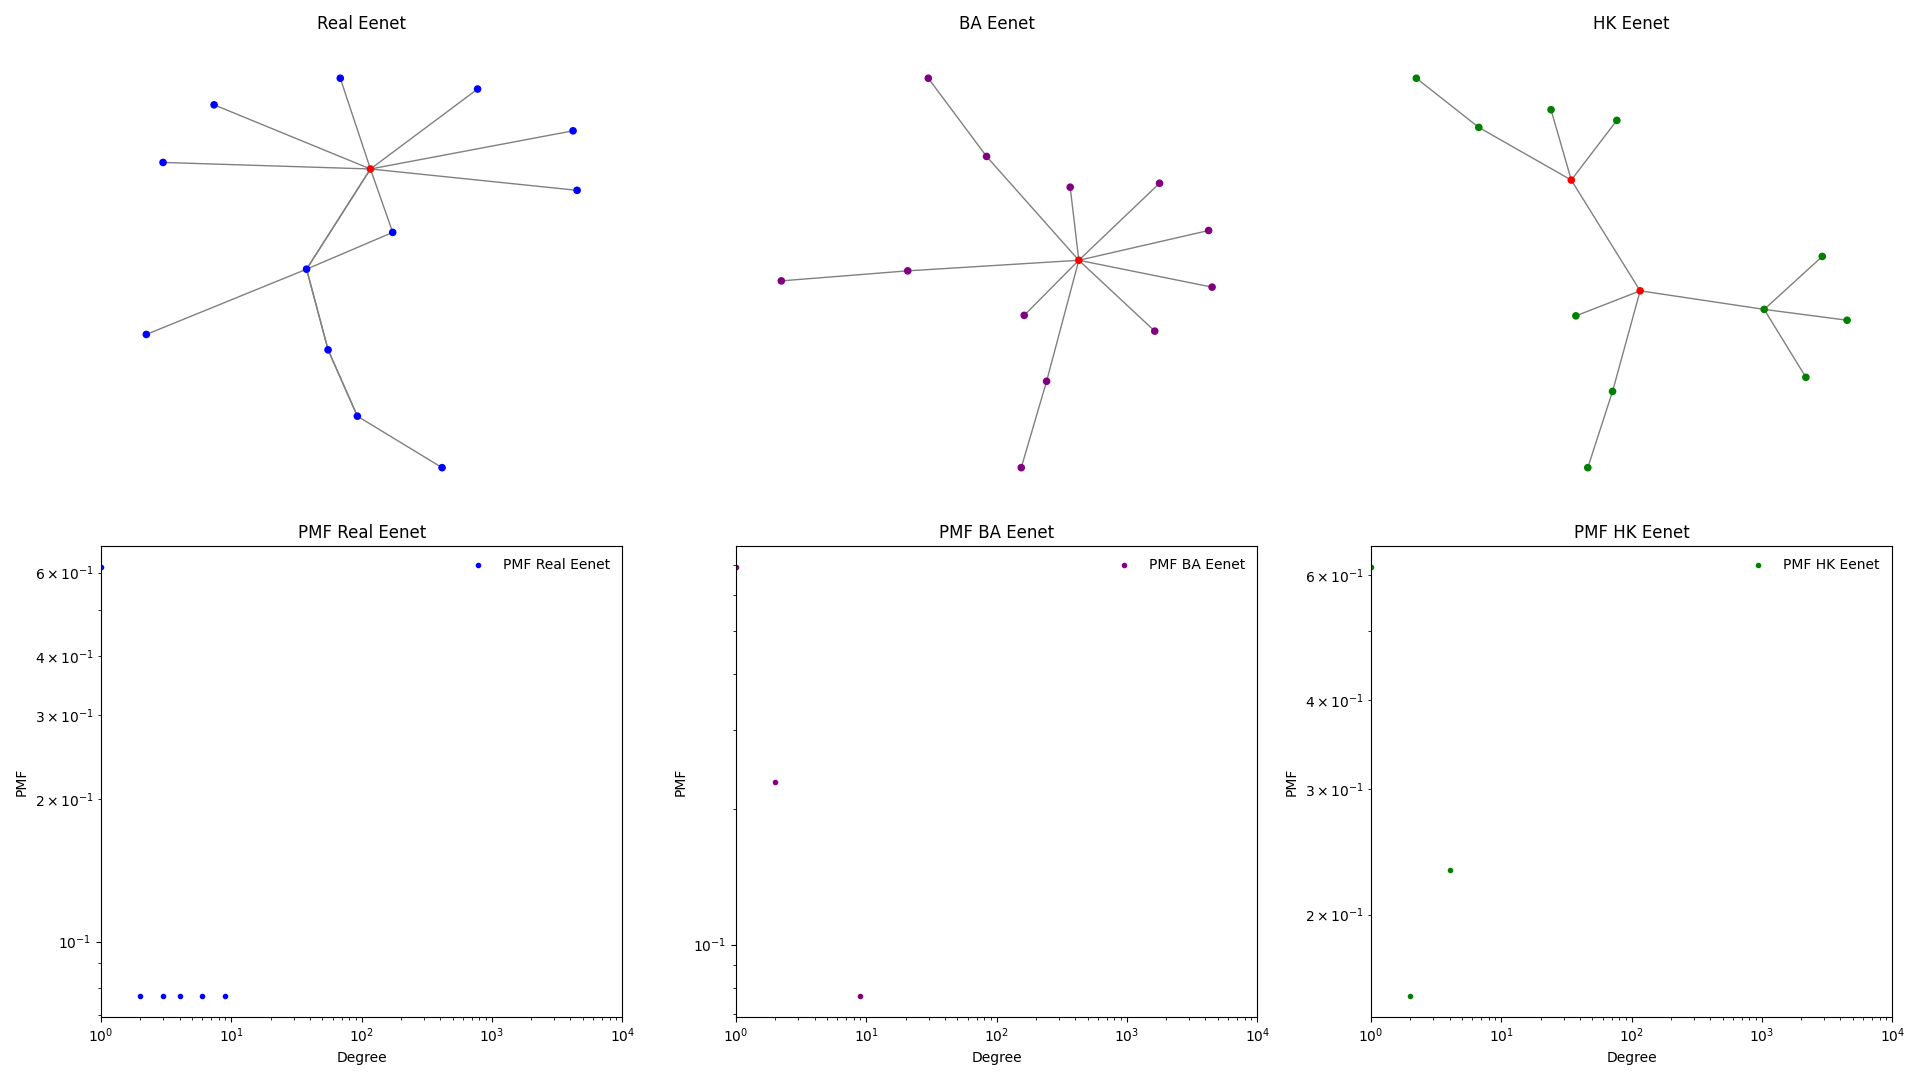 Real Eenet
BA Eenet
HK Eenet
PMF Real Eenet
PMF Real Eenet
6 × 10⁻¹
4 × 10⁻¹
3 × 10⁻¹
2 × 10⁻¹
10⁻¹
PMF
10⁰ 10¹ 10² 10³ 10⁴
Degree
PMF BA Eenet
PMF BA Eenet
10⁻¹
PMF
10⁰ 10¹ 10² 10³ 10⁴
Degree
PMF HK Eenet
PMF HK Eenet
6 × 10⁻¹
4 × 10⁻¹
3 × 10⁻¹
2 × 10⁻¹
PMF
10⁰ 10¹ 10² 10³ 10⁴
Degree